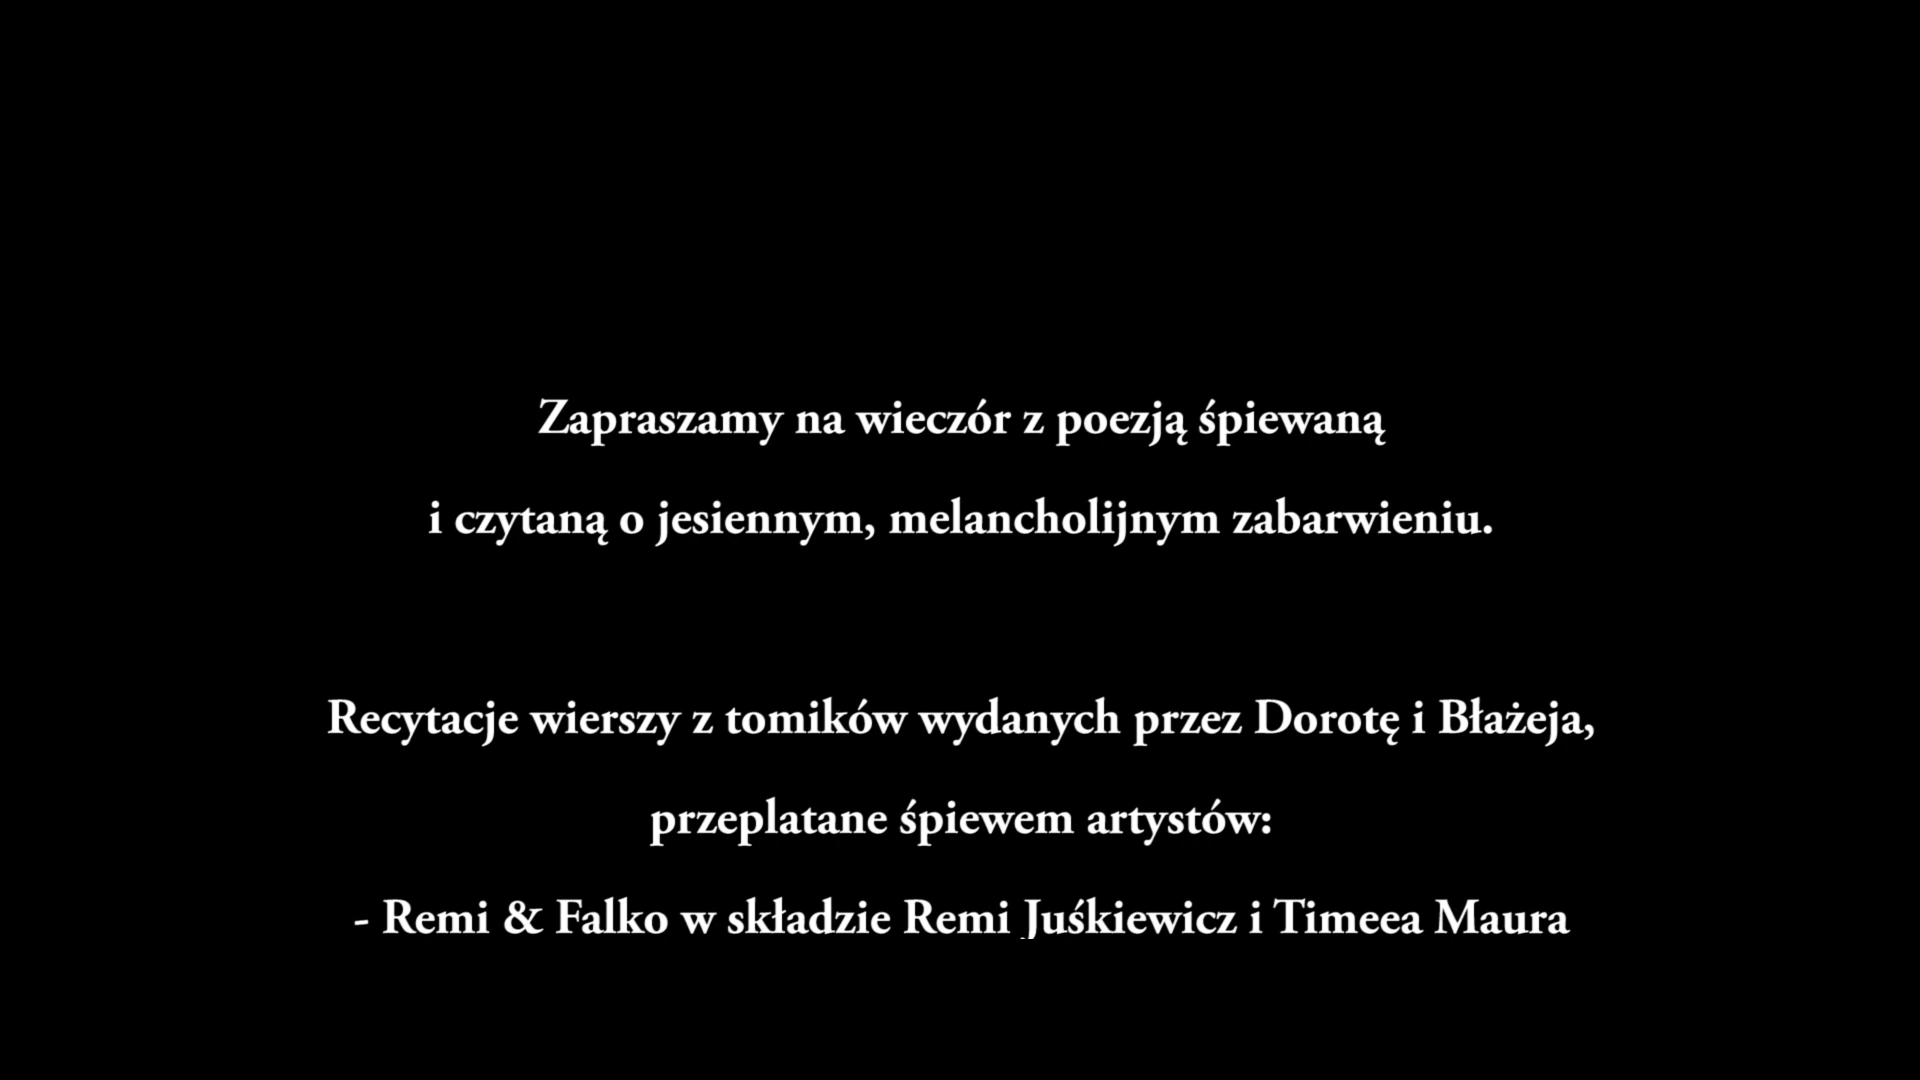 Zapraszamy na wieczór z poezją śpiewaną
i czytaną o jesiennym, melancholijnym zabarwieniu.
Recytacje wierszy z tomików wydanych przez Dorotę i Błażeja,
przeplatane śpiewem artystów:
- Remi & Falko w składzie Remi Juśkiewicz i Timeea Maura